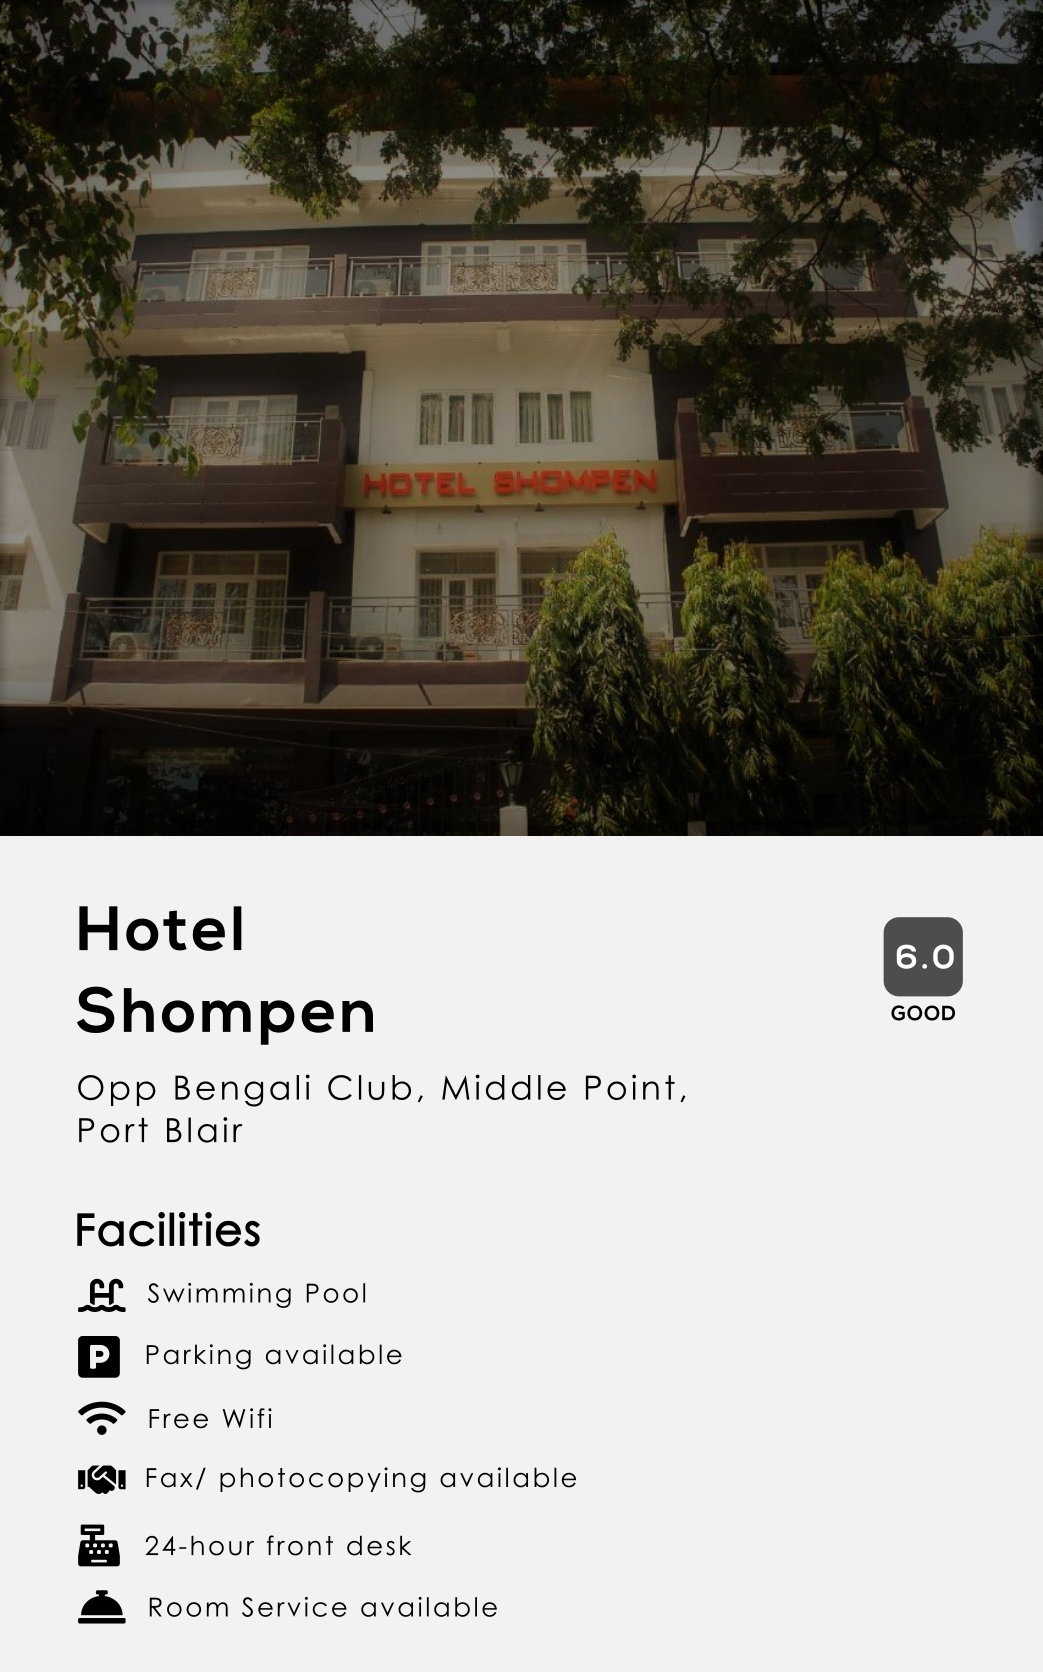 HOTEL SHOMPEN
Hotel
Shompen
6.0
GOOD
Opp Bengali Club, Middle Point,
Port Blair
Facilities
Swimming Pool
P
Parking available
Free Wifi
Fax/ photocopying available
24-hour front desk
Room Service available